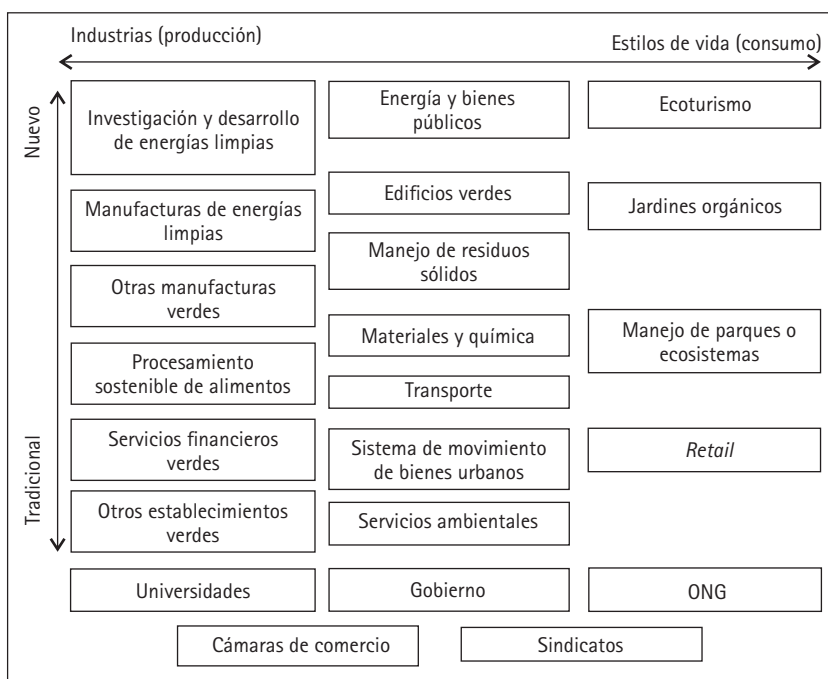 Industrias (producción)
Estilos de vida (consumo)
Nuevo
Tradicional
Investigación y desarrollo
de energías limpias
Manufacturas de energías
limpias
Otras manufacturas
verdes
Procesamiento
sostenible de alimentos
Servicios financieros
verdes
Otros establecimientos
verdes
Energía y bienes
públicos
Edificios verdes
Manejo de residuos
sólidos
Materiales y química
Transporte
Sistema de movimiento
de bienes urbanos
Servicios ambientales
Ecoturismo
Jardines orgánicos
Manejo de parques o
ecosistemas
Retail
Universidades
Gobierno
ONG
Cámaras de comercio
Sindicatos